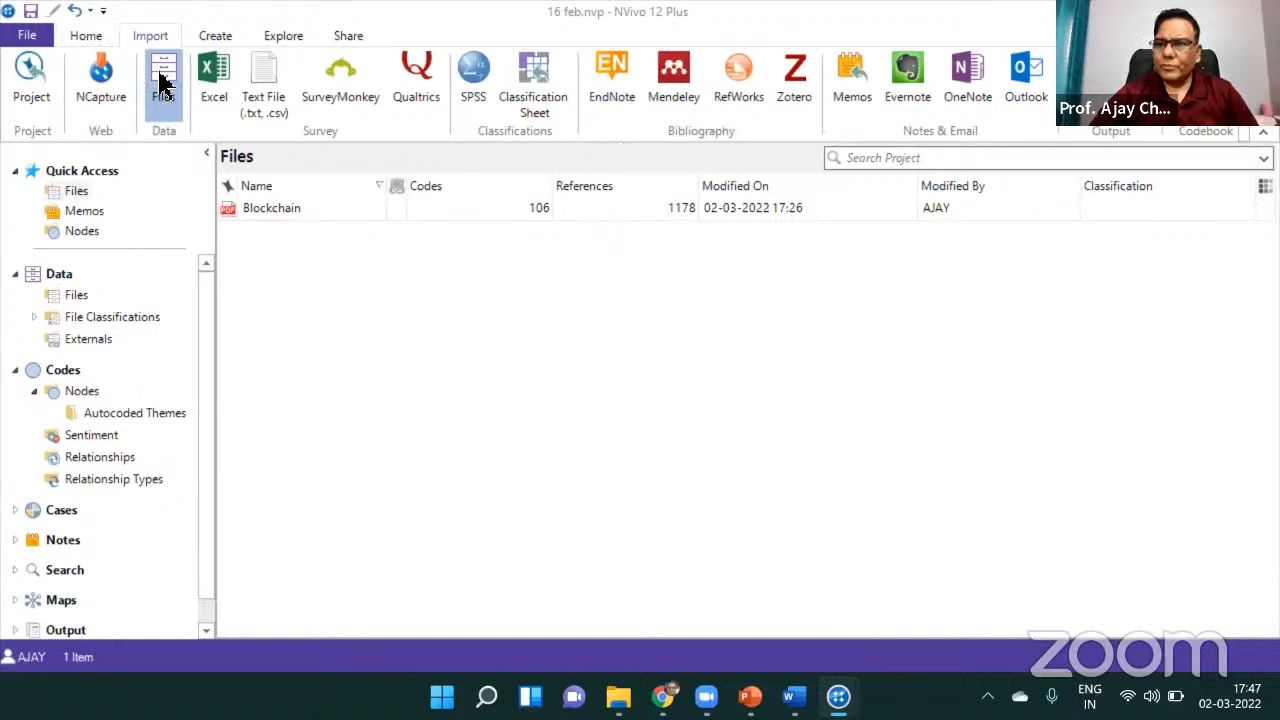 16 feb.nvp - NVivo 12 Plus
File Home Import Create Explore Share
Project NCapture Files Excel Text File (.txt, .csv) SurveyMonkey Qualtrics SPSS Classification Sheet EndNote Mendeley RefWorks Zotero Memos Evernote OneNote Outlook
Project Web Data Survey Classifications Bibliography Notes & Email Output Codebook
Prof. Ajay Ch...
Quick Access
Files
Memos
Nodes
Data
Files
File Classifications
Externals
Codes
Nodes
Autocoded Themes
Sentiment
Relationships
Relationship Types
Cases
Notes
Search
Maps
Output
Files
Search Project
Name Codes References Modified On Modified By Classification
PDF Blockchain 106 1178 02-03-2022 17:26 AJAY
AJAY 1 Item
zoom
ENG
IN
17:47
02-03-2022